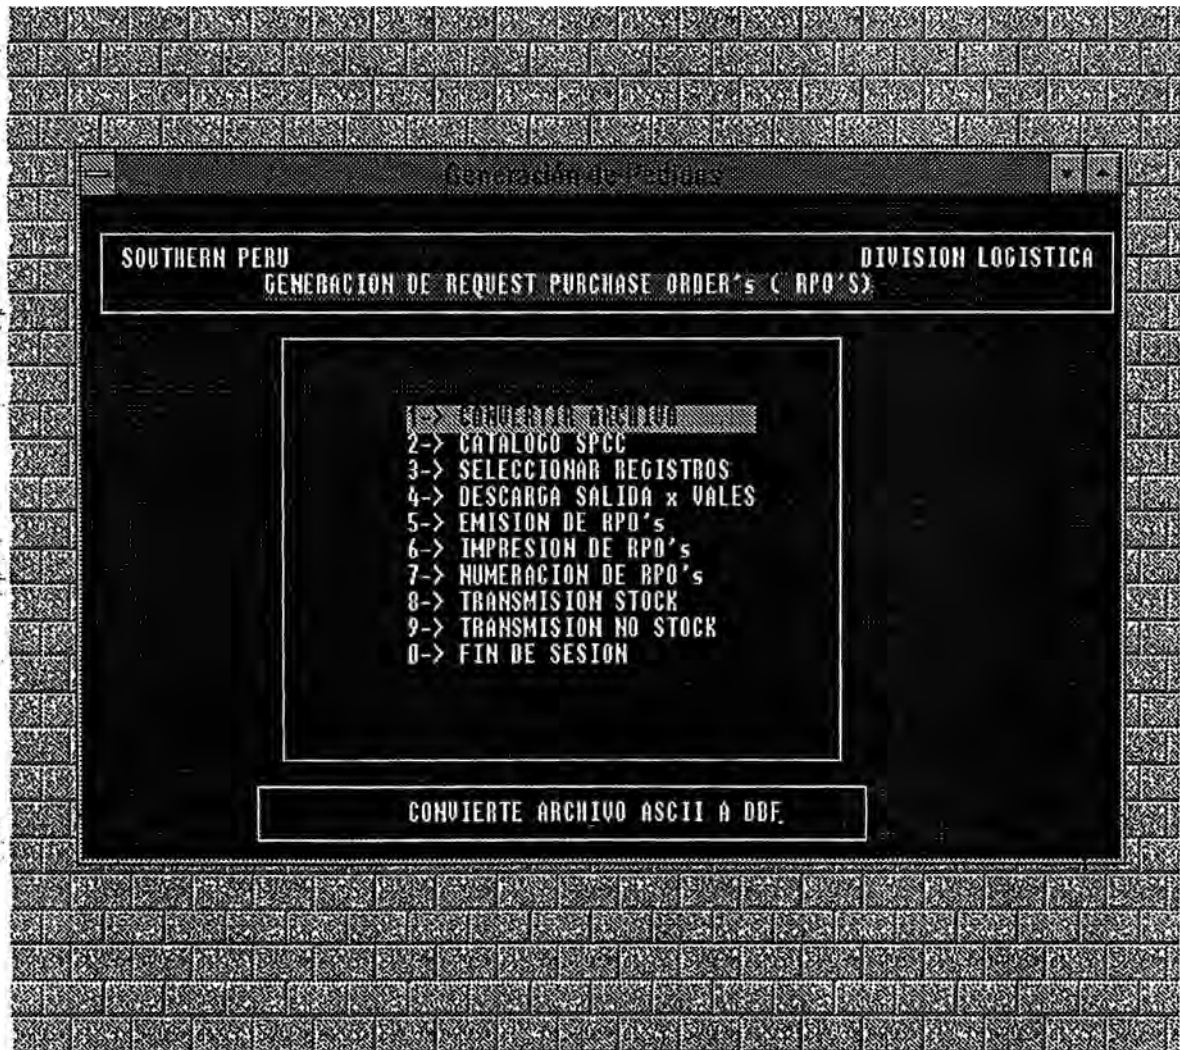 Generación de Pedidos
SOUTHERN PERU DIVISION LOGISTICA
GENERACION DE REQUEST PURCHASE ORDER's ( RPO'S)
1-> CONVERTIR ARCHIVO
2-> CATALOGO SPCC
3-> SELECCIONAR REGISTROS
4-> DESCARGA SALIDA x VALES
5-> EMISION DE RPO's
6-> IMPRESION DE RPO's
7-> NUMERACION DE RPO's
8-> TRANSMISION STOCK
9-> TRANSMISION NO STOCK
0-> FIN DE SESION
CONVIERTE ARCHIVO ASCII A DBF.